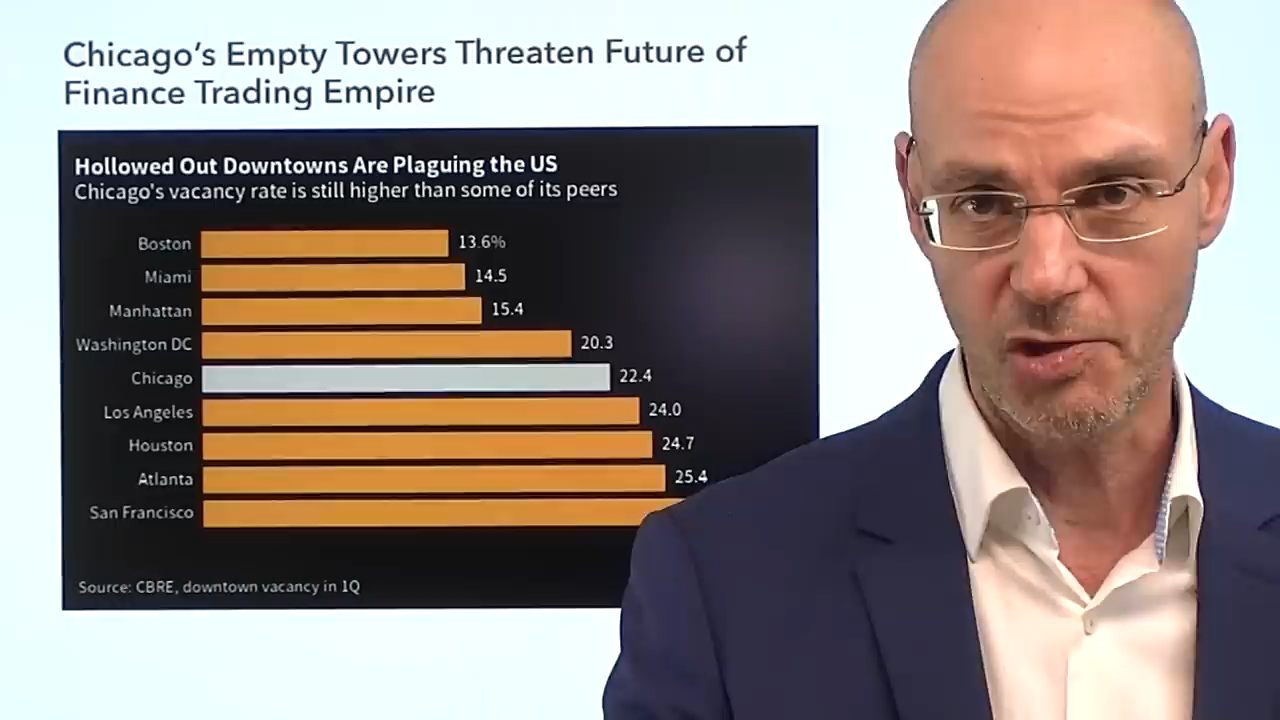 Chicago’s Empty Towers Threaten Future of
Finance Trading Empire
Hollowed Out Downtowns Are Plaguing the US
Chicago's vacancy rate is still higher than some of its peers
Boston 13.6%
Miami 14.5
Manhattan 15.4
Washington DC 20.3
Chicago 22.4
Los Angeles 24.0
Houston 24.7
Atlanta 25.4
San Francisco
Source: CBRE, downtown vacancy in 1Q